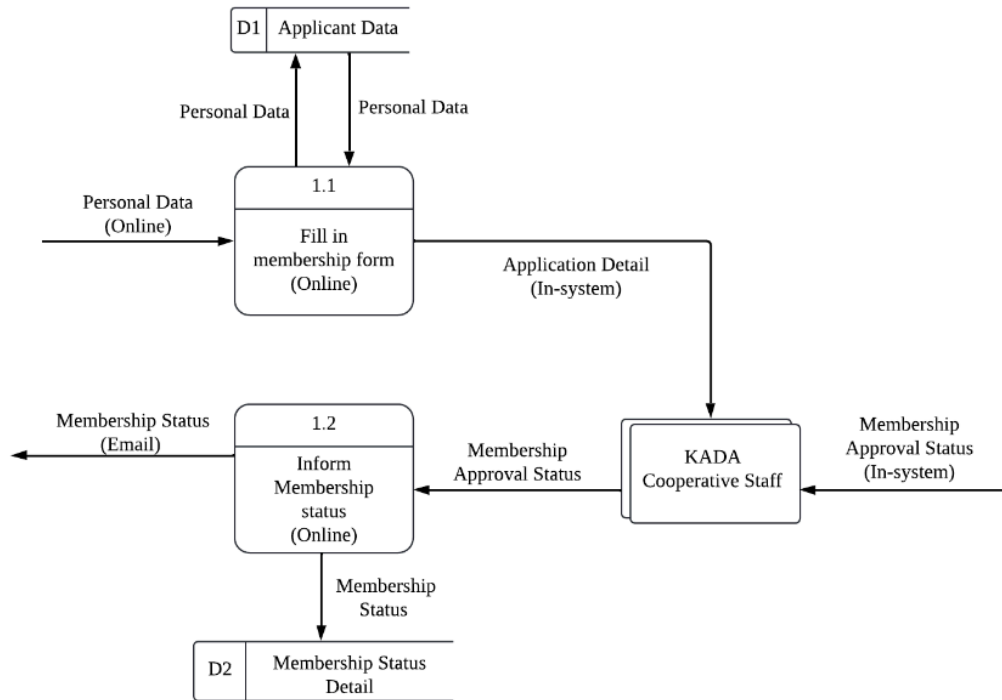 D1 Applicant Data
Personal Data
Personal Data
1.1
Personal Data
(Online)
Fill in
membership form
(Online)
Application Detail
(In-system)
1.2
Membership Status
(Email)
Inform
Membership
status
(Online)
Membership
Approval Status
KADA
Cooperative Staff
Membership
Approval Status
(In-system)
Membership
Status
D2 Membership Status
Detail